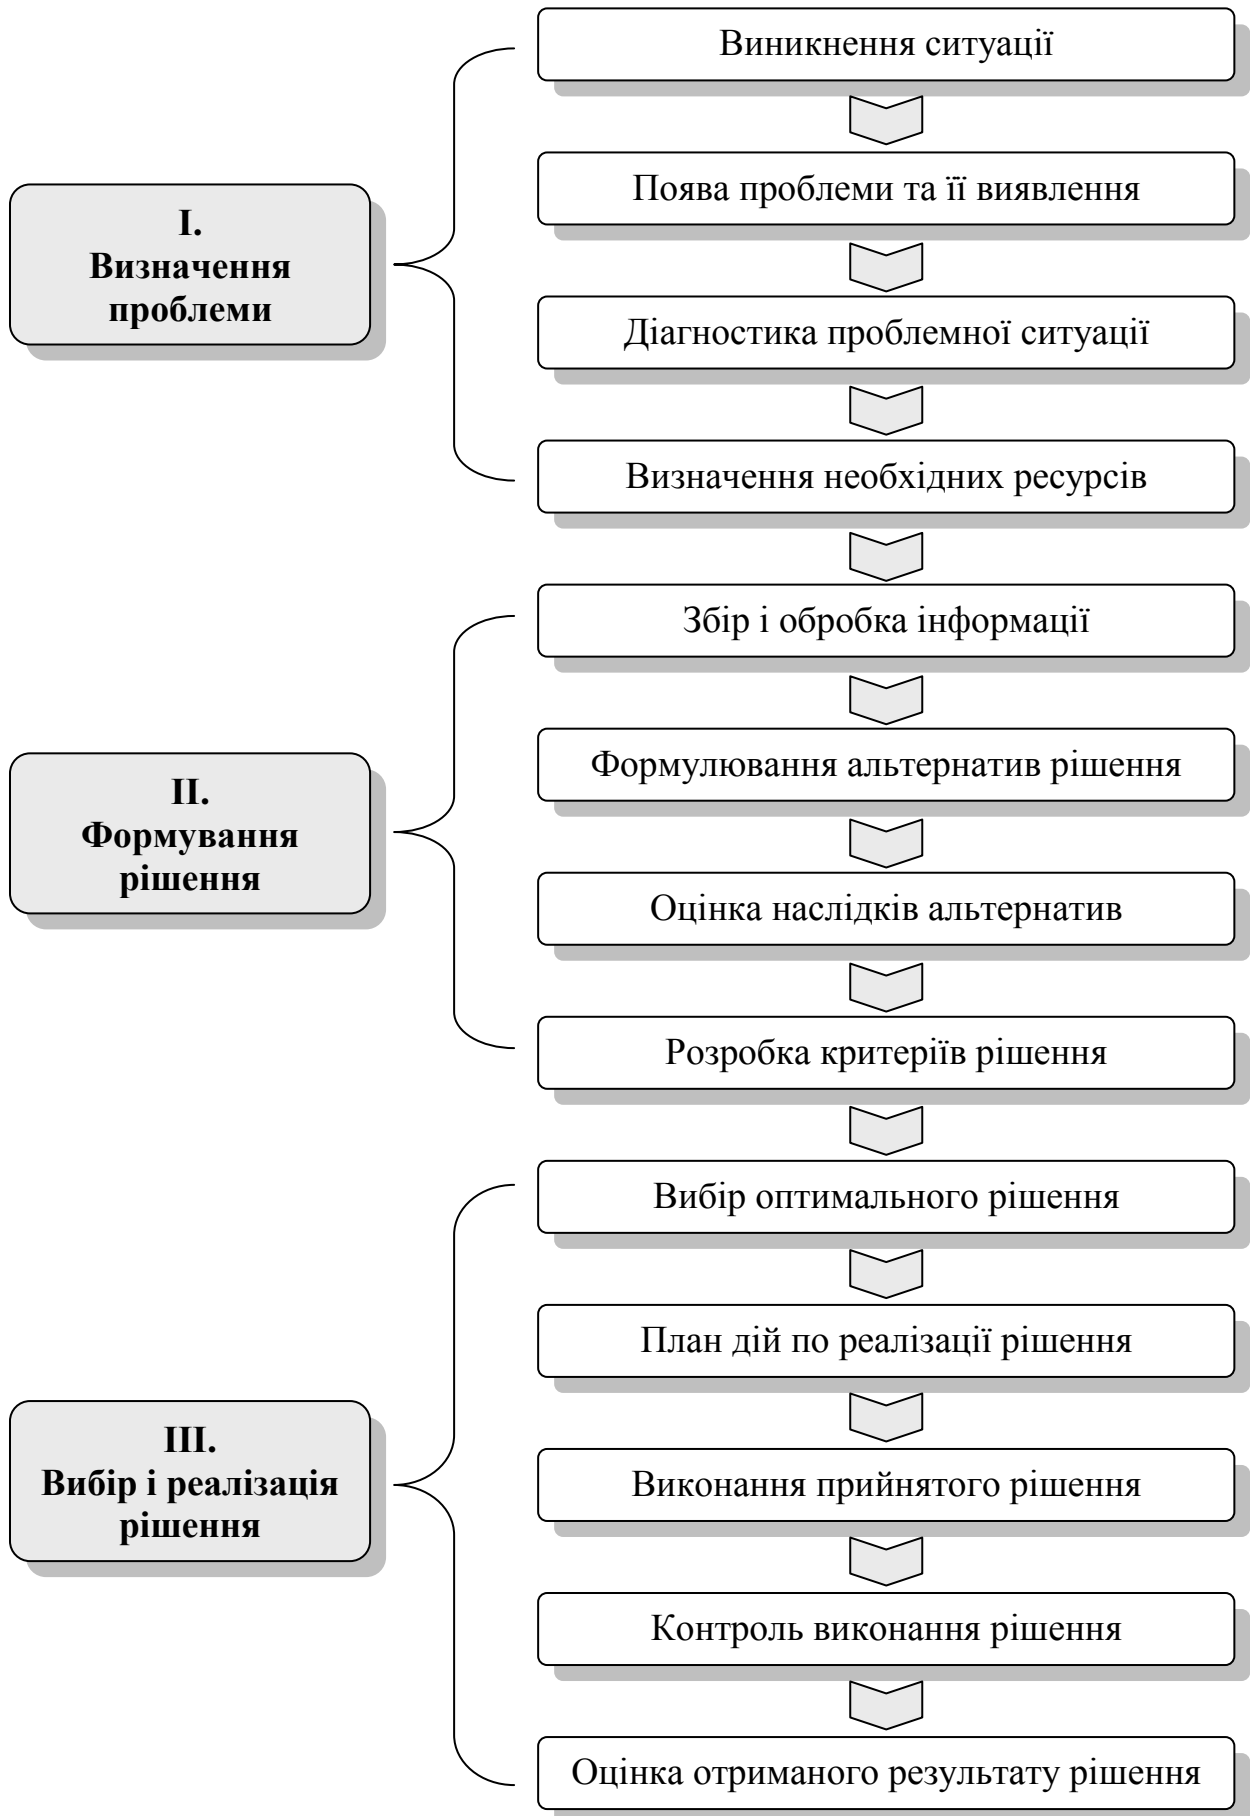 Виникнення ситуації
Поява проблеми та її виявлення
I.
Визначення
проблеми
Діагностика проблемної ситуації
Визначення необхідних ресурсів
Збір і обробка інформації
Формулювання альтернатив рішення
II.
Формування
рішення
Оцінка наслідків альтернатив
Розробка критеріїв рішення
Вибір оптимального рішення
План дій по реалізації рішення
III.
Вибір і реалізація
рішення
Виконання прийнятого рішення
Контроль виконання рішення
Оцінка отриманого результату рішення